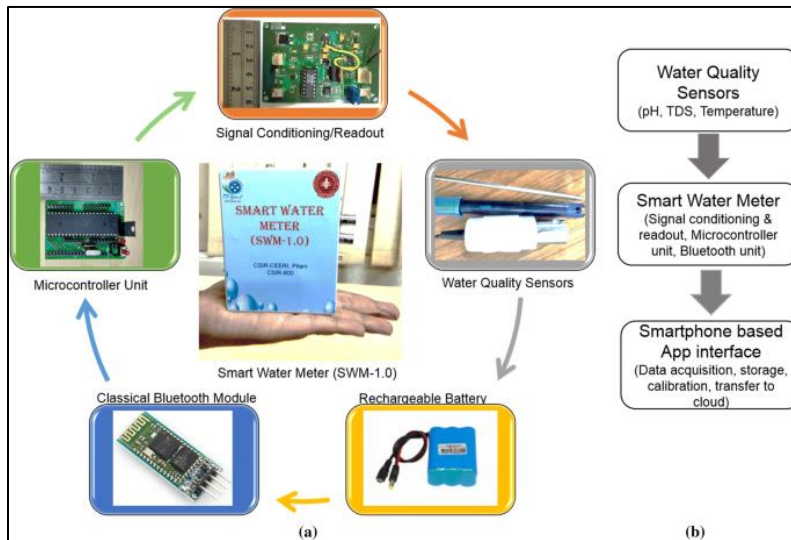 Signal Conditioning/Readout
Microcontroller Unit
SMART WATER
METER
(SWM-1.0)
CSIR-CEERI, Pilani
CSIR-800
Water Quality Sensors
Smart Water Meter (SWM-1.0)
Classical Bluetooth Module
Rechargeable Battery
(a)
Water Quality
Sensors
(pH, TDS, Temperature)
Smart Water Meter
(Signal conditioning &
readout, Microcontroller
unit, Bluetooth unit)
Smartphone based
App interface
(Data acquisition, storage,
calibration, transfer to
cloud)
(b)